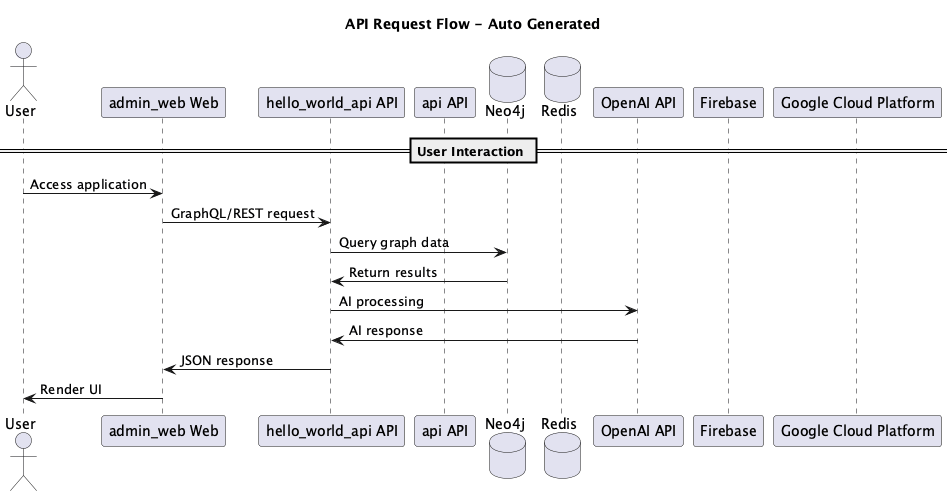 API Request Flow - Auto Generated
User
admin_web Web
hello_world_api API
api API
Neo4j
Redis
OpenAI API
Firebase
Google Cloud Platform
User Interaction
Access application
GraphQL/REST request
Query graph data
Return results
AI processing
AI response
JSON response
Render UI
User
admin_web Web
hello_world_api API
api API
Neo4j
Redis
OpenAI API
Firebase
Google Cloud Platform